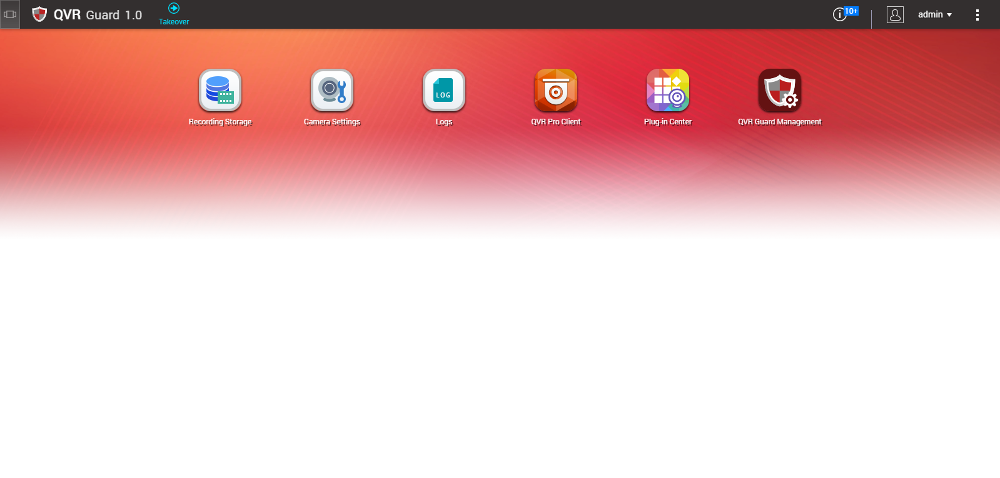 QVR Guard 1.0
Takeover
10+
admin
LOG
Recording Storage
Camera Settings
Logs
QVR Pro Client
Plug-in Center
QVR Guard Management